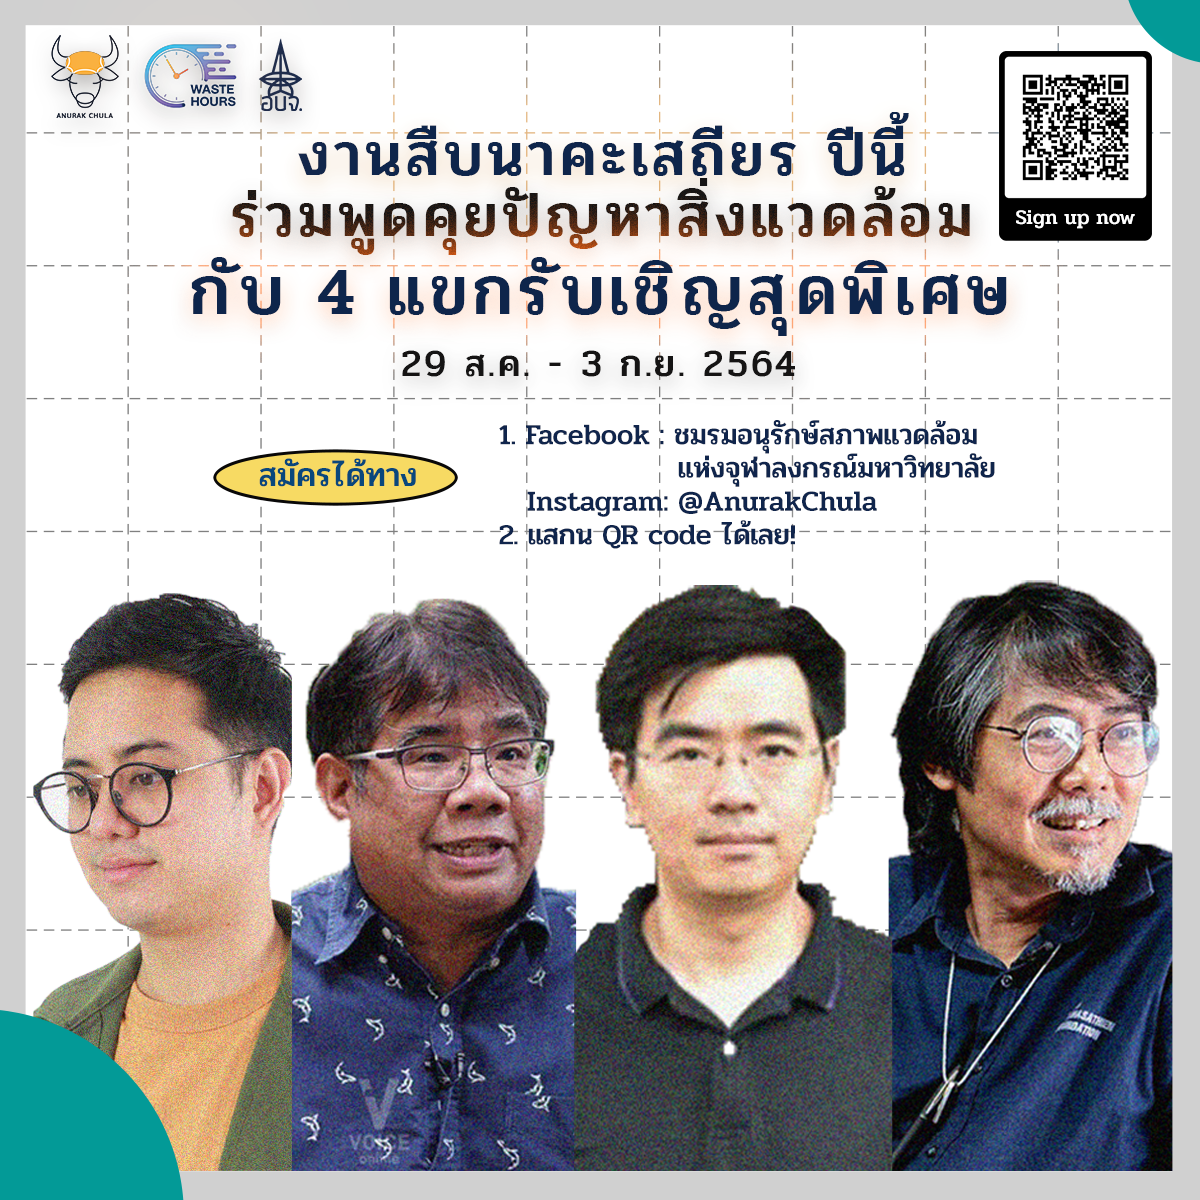 ANURAK CHULA
WASTE
HOURS
อบจ.
งานสืบนาคะเสถียร ปีนี้
ร่วมพูดคุยปัญหาสิ่งแวดล้อม
กับ 4 แขกรับเชิญสุดพิเศษ
29 ส.ค. - 3 ก.ย. 2564
Sign up now
สมัครได้ทาง
1. Facebook : ชมรมอนุรักษ์สภาพแวดล้อม
แห่งจุฬาลงกรณ์มหาวิทยาลัย
Instagram: @AnurakChula
2. แสกน QR code ได้เลย!
VOICE
online